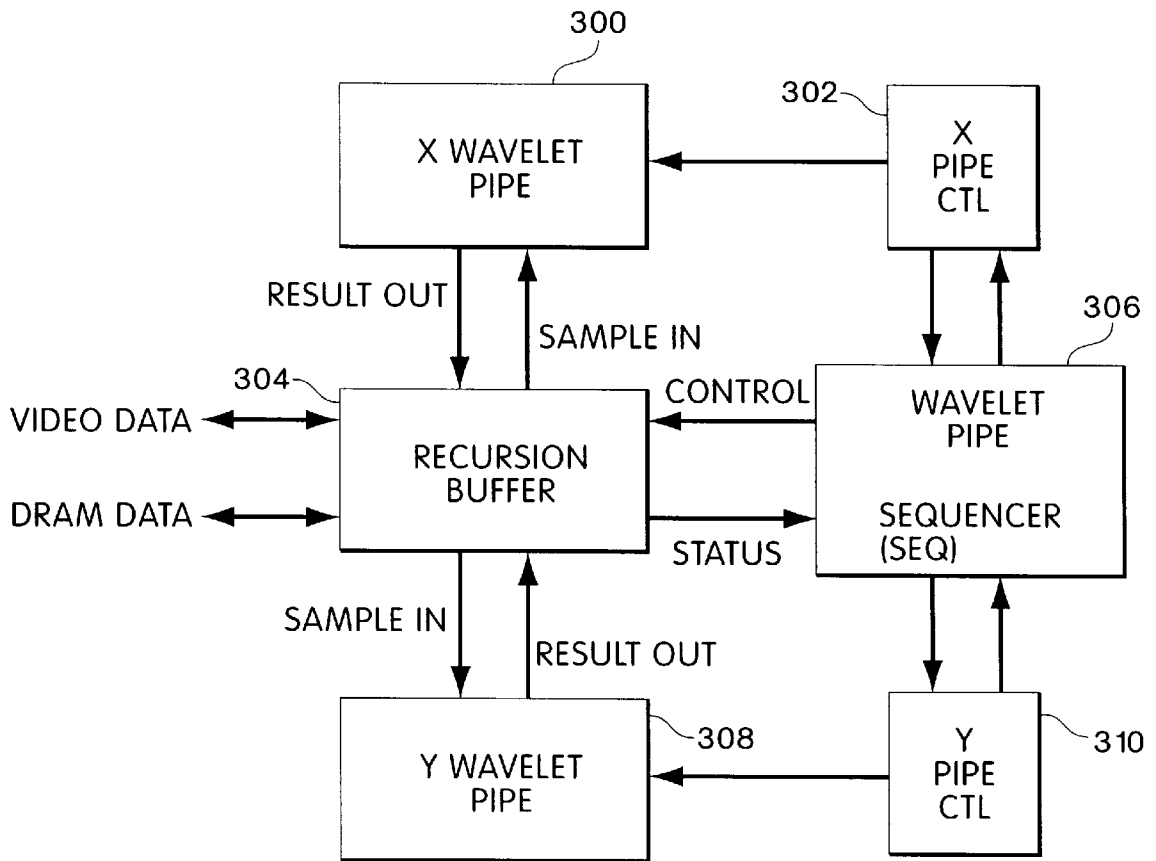 300
302
X WAVELET
PIPE
X
PIPE
CTL
RESULT OUT
SAMPLE IN
306
304
CONTROL
VIDEO DATA
RECURSION
BUFFER
WAVELET
PIPE
DRAM DATA
SEQUENCER
(SEQ)
STATUS
SAMPLE IN
RESULT OUT
308
310
Y WAVELET
PIPE
Y
PIPE
CTL